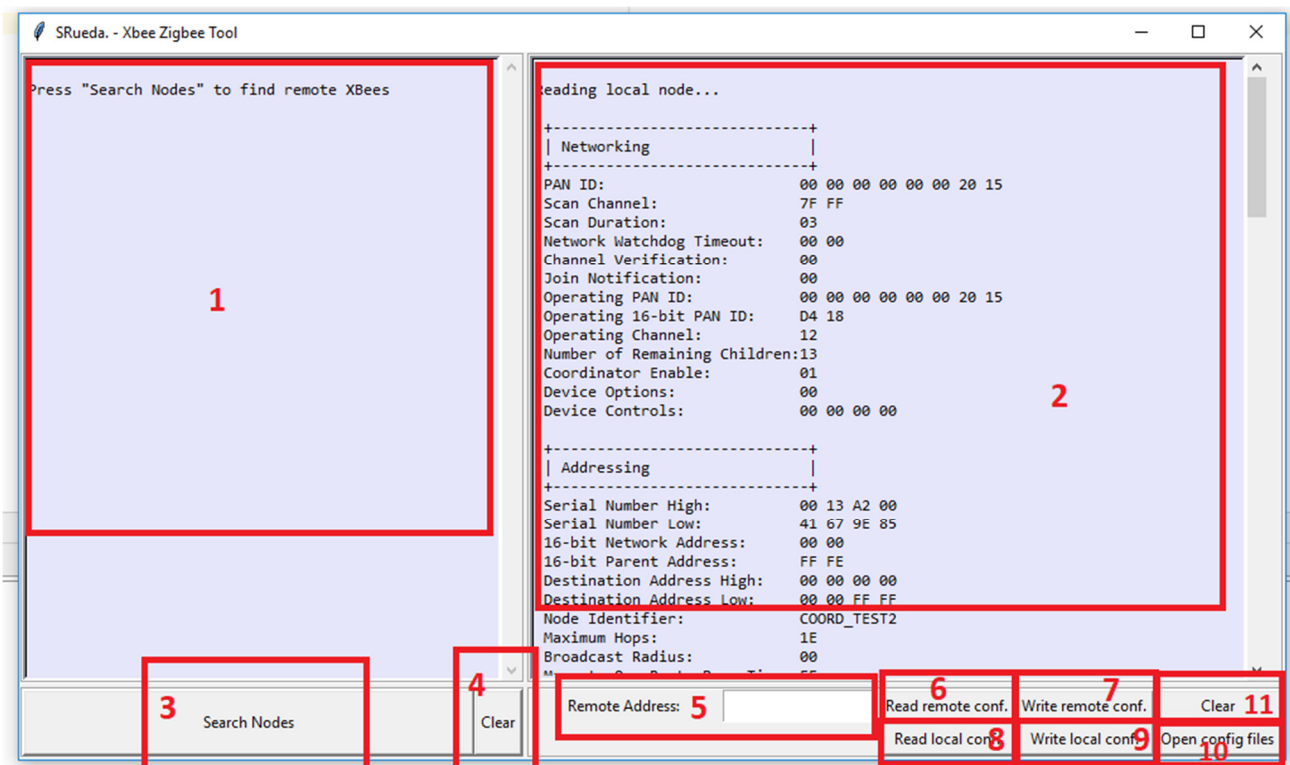 SRueda. - Xbee Zigbee Tool
Press "Search Nodes" to find remote XBees
1
3
Search Nodes
4
Clear
Reading local node...
+----------------------------+
| Networking                 |
+----------------------------+
PAN ID: 00 00 00 00 00 00 20 15
Scan Channel: 7F FF
Scan Duration: 03
Network Watchdog Timeout: 00 00
Channel Verification: 00
Join Notification: 00
Operating PAN ID: 00 00 00 00 00 00 20 15
Operating 16-bit PAN ID: D4 18
Operating Channel: 12
Number of Remaining Children:13
Coordinator Enable: 01
Device Options: 00
Device Controls: 00 00 00 00
2
+----------------------------+
| Addressing                 |
+----------------------------+
Serial Number High: 00 13 A2 00
Serial Number Low: 41 67 9E 85
16-bit Network Address: 00 00
16-bit Parent Address: FF FE
Destination Address High: 00 00 00 00
Destination Address Low: 00 00 FF FF
Node Identifier: COORD_TEST2
Maximum Hops: 1E
Broadcast Radius: 00
Remote Address: 5
6
Read remote conf.
7
Write remote conf.
Clear 11
Read local conf. 8
Write local conf. 9
Open config files
10